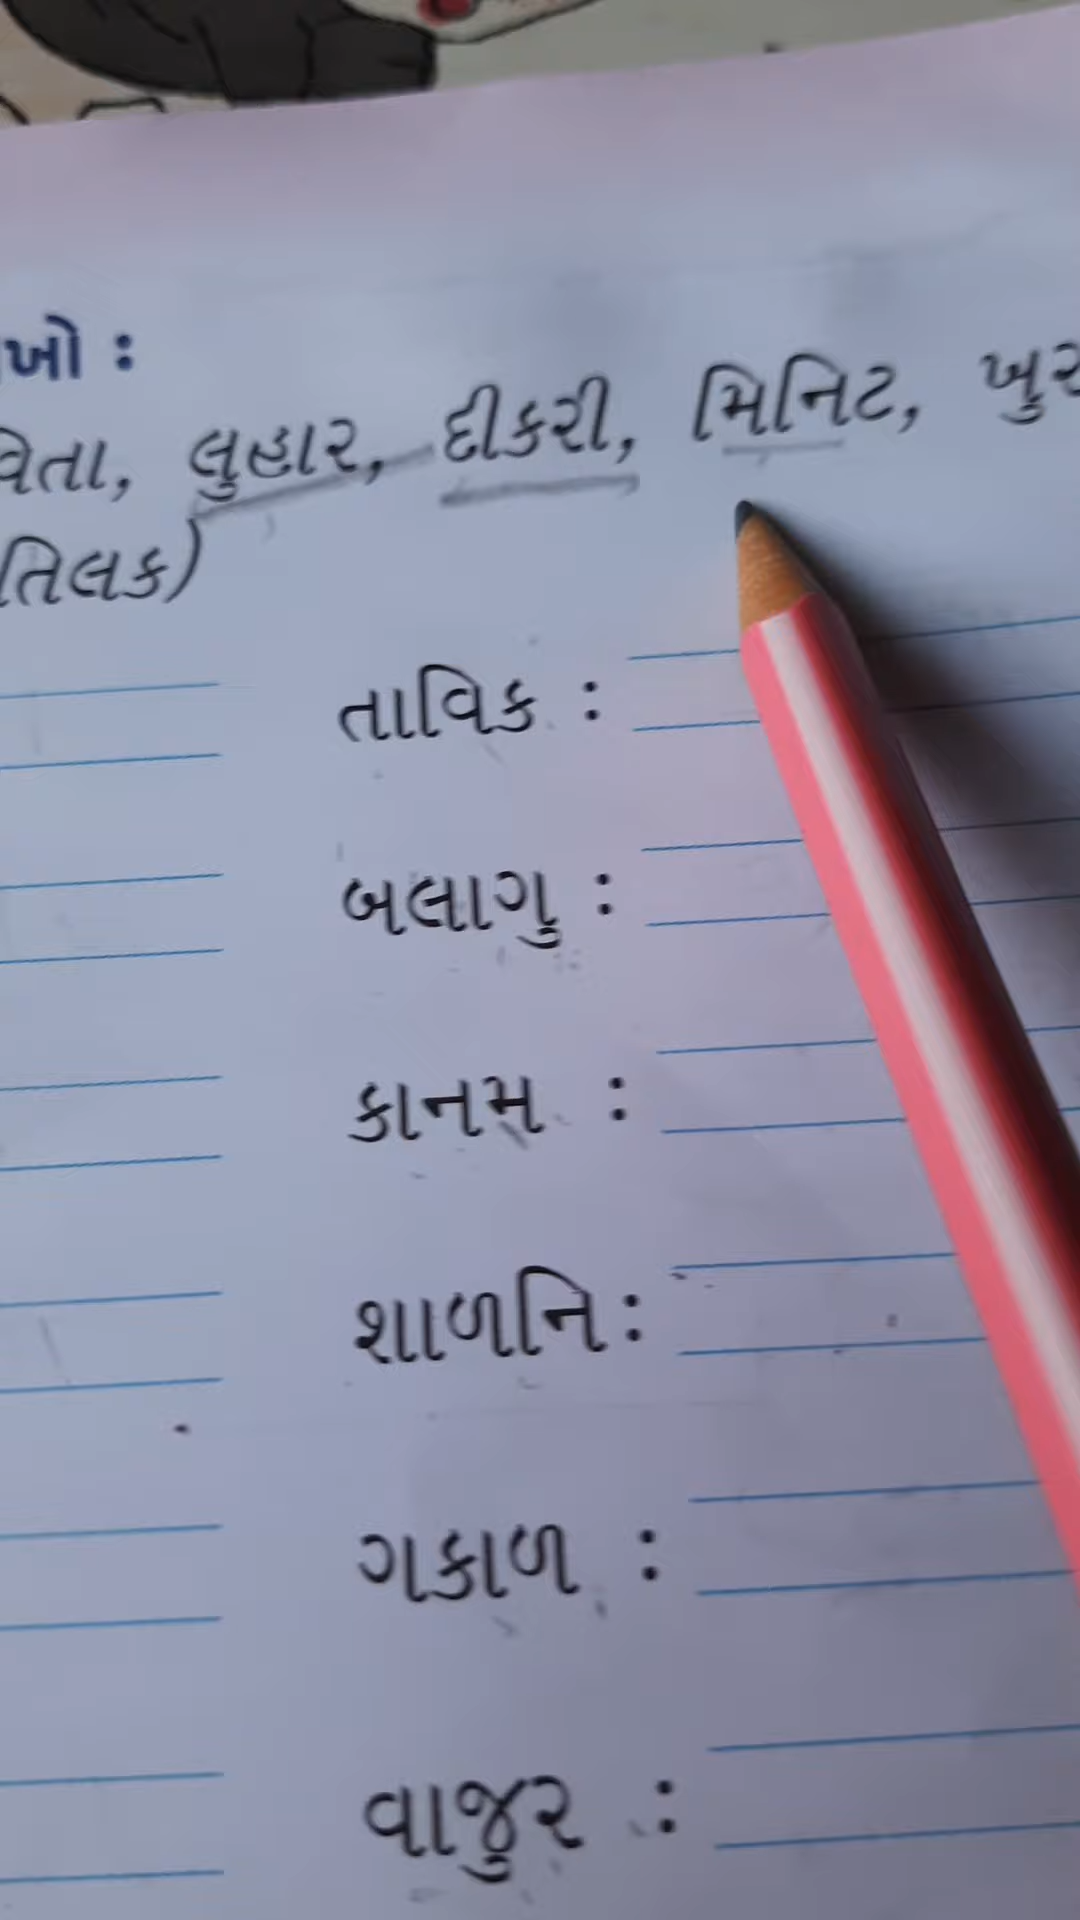 ખો :
વિતા, લુહાર, દીકરી, મિનિટ, ખુર
તિલક)
તાવિક :
બલાગુ :
કાનમ :
શાળનિ :
ગકાળ :
વાજુર :